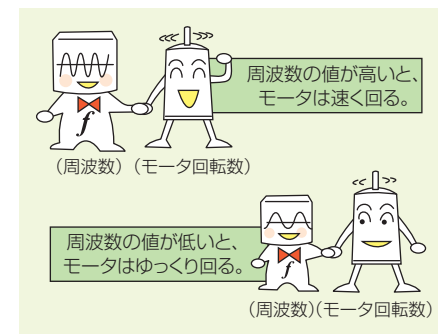 周波数の値が高いと、
モータは速く回る。
f
（周波数）（モータ回転数）
周波数の値が低いと、
モータはゆっくり回る。
f
（周波数）（モータ回転数）